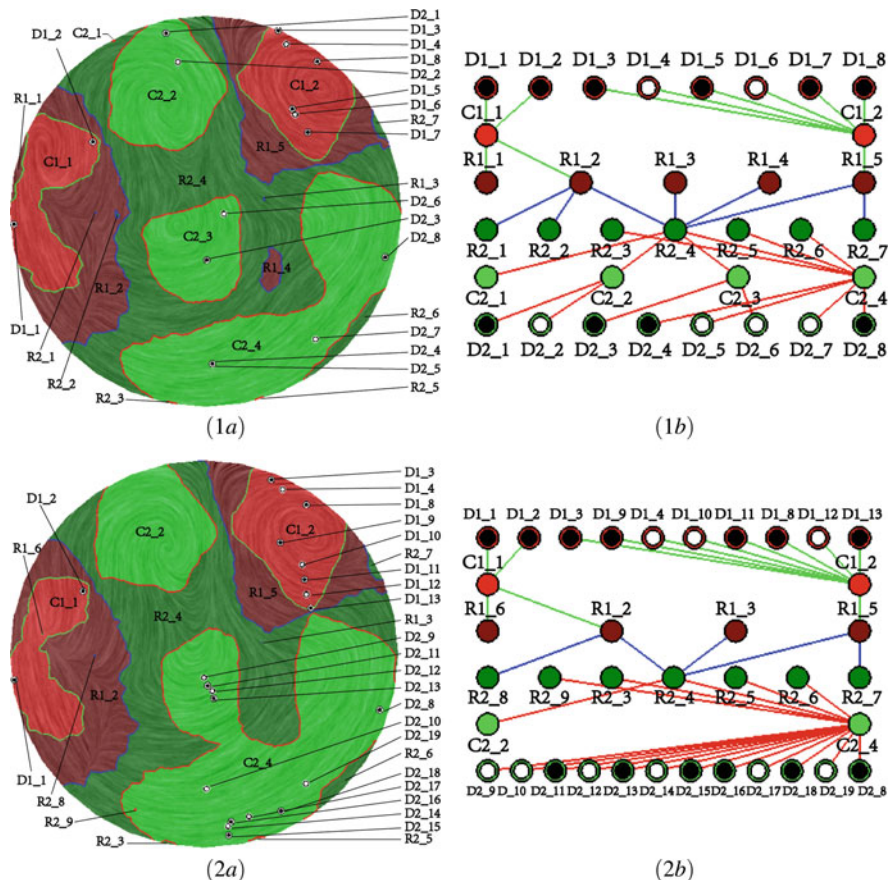 C2_1
D1_2
R1_1
D2_1
D1_3
D1_4
D1_8
D2_2
D1_5
D1_6
R2_7
D1_7
R1_3
D2_6
D2_3
D2_8
R2_6
D2_7
D2_4
D2_5
R2_5
C2_2
C1_2
C1_1
R1_5
R2_4
C2_3
R1_4
R1_2
C2_4
D1_1
R2_1
R2_2
R2_3
(1a)
D1_1 D1_2 D1_3 D1_4 D1_5 D1_6 D1_7 D1_8
C1_1 C1_2
R1_1 R1_2 R1_3 R1_4 R1_5
R2_1 R2_2 R2_3 R2_4 R2_5 R2_6 R2_7
C2_1 C2_2 C2_3 C2_4
D2_1 D2_2 D2_3 D2_4 D2_5 D2_6 D2_7 D2_8
(1b)
D1_2
R1_6
D1_3
D1_4
D1_8
D1_9
D1_10
D1_11
R2_7
D1_12
D1_13
R1_3
D2_9
D2_11
D2_12
D2_13
D2_8
D2_10
D2_19
R2_6
D2_18
D2_17
D2_16
D2_14
D2_15
R2_5
C2_2
C1_2
C1_1
R1_5
R2_4
R1_2
C2_4
D1_1
R2_8
R2_9
R2_3
(2a)
D1_1 D1_2 D1_3 D1_9 D1_4 D1_10 D1_11 D1_8 D1_12 D1_13
C1_1 C1_2
R1_6 R1_2 R1_3 R1_5
R2_8 R2_9 R2_3 R2_4 R2_5 R2_6 R2_7
C2_2 C2_4
D2_9 D_10 D2_11 D2_12 D2_13 D2_14 D2_15 D2_16 D2_17 D2_18 D2_19 D2_8
(2b)